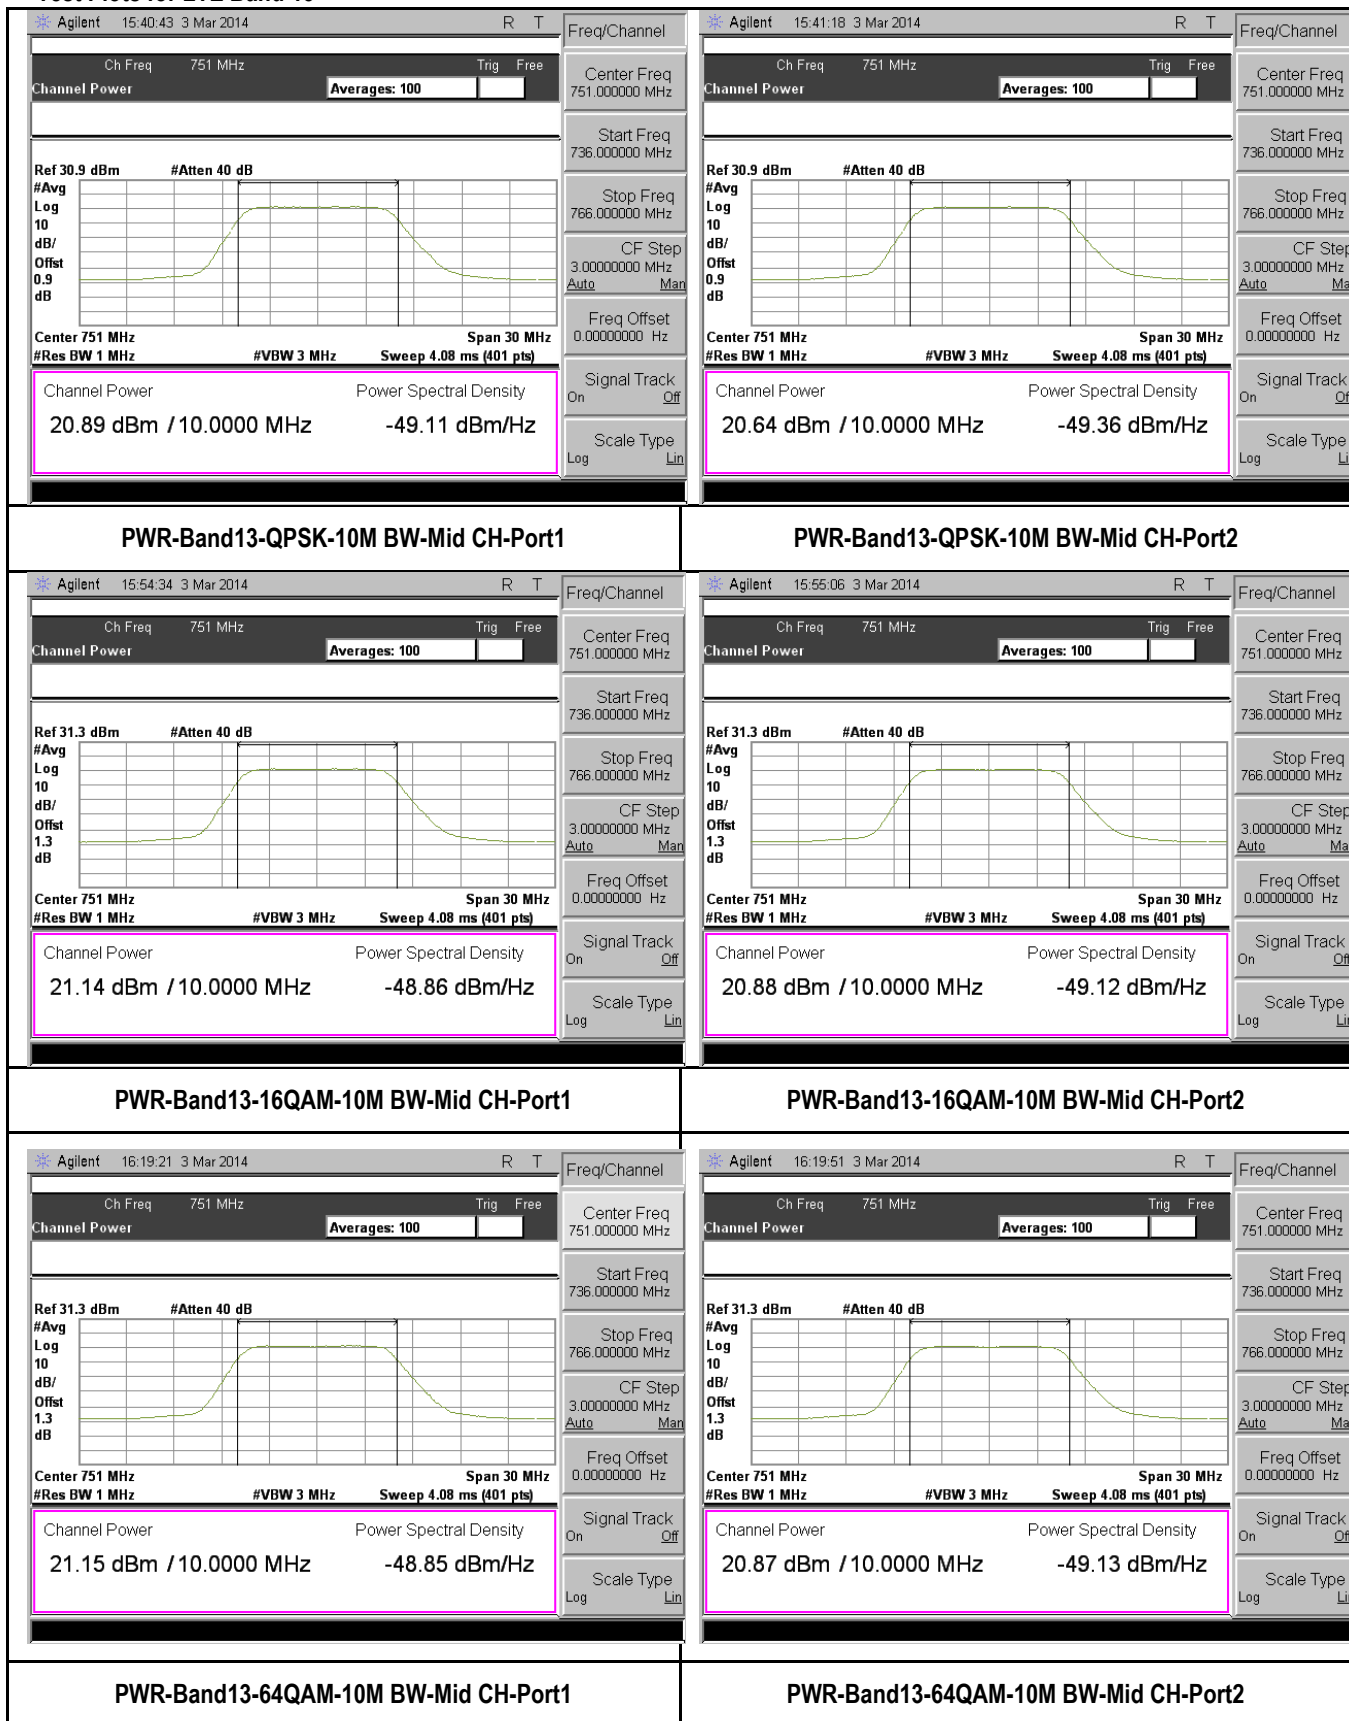 Agilent 15:40:43 3 Mar 2014 R T
Freq/Channel
Ch Freq 751 MHz Trig Free
Channel Power Averages: 100
Center Freq
751.000000 MHz
Start Freq
736.000000 MHz
Ref 30.9 dBm #Atten 40 dB
#Avg
Log
10
dB/
Offst
0.9
dB
Stop Freq
766.000000 MHz
CF Step
3.00000000 MHz
Auto Man
Center 751 MHz Span 30 MHz
#Res BW 1 MHz #VBW 3 MHz Sweep 4.08 ms (401 pts)
Freq Offset
0.00000000 Hz
Channel Power Power Spectral Density
20.89 dBm / 10.0000 MHz -49.11 dBm/Hz
Signal Track
On Off
Scale Type
Log Lin
Agilent 15:41:18 3 Mar 2014 R T
Freq/Channel
Ch Freq 751 MHz Trig Free
Channel Power Averages: 100
Center Freq
751.000000 MHz
Start Freq
736.000000 MHz
Ref 30.9 dBm #Atten 40 dB
#Avg
Log
10
dB/
Offst
0.9
dB
Stop Freq
766.000000 MHz
CF Step
3.00000000 MHz
Auto Ma
Center 751 MHz Span 30 MHz
#Res BW 1 MHz #VBW 3 MHz Sweep 4.08 ms (401 pts)
Freq Offset
0.00000000 Hz
Channel Power Power Spectral Density
20.64 dBm / 10.0000 MHz -49.36 dBm/Hz
Signal Track
On Off
Scale Type
Log Li
PWR-Band13-QPSK-10M BW-Mid CH-Port1
PWR-Band13-QPSK-10M BW-Mid CH-Port2
Agilent 15:54:34 3 Mar 2014 R T
Freq/Channel
Ch Freq 751 MHz Trig Free
Channel Power Averages: 100
Center Freq
751.000000 MHz
Start Freq
736.000000 MHz
Ref 31.3 dBm #Atten 40 dB
#Avg
Log
10
dB/
Offst
1.3
dB
Stop Freq
766.000000 MHz
CF Step
3.00000000 MHz
Auto Man
Center 751 MHz Span 30 MHz
#Res BW 1 MHz #VBW 3 MHz Sweep 4.08 ms (401 pts)
Freq Offset
0.00000000 Hz
Channel Power Power Spectral Density
21.14 dBm / 10.0000 MHz -48.86 dBm/Hz
Signal Track
On Off
Scale Type
Log Lin
Agilent 15:55:06 3 Mar 2014 R T
Freq/Channel
Ch Freq 751 MHz Trig Free
Channel Power Averages: 100
Center Freq
751.000000 MHz
Start Freq
736.000000 MHz
Ref 31.3 dBm #Atten 40 dB
#Avg
Log
10
dB/
Offst
1.3
dB
Stop Freq
766.000000 MHz
CF Step
3.00000000 MHz
Auto Ma
Center 751 MHz Span 30 MHz
#Res BW 1 MHz #VBW 3 MHz Sweep 4.08 ms (401 pts)
Freq Offset
0.00000000 Hz
Channel Power Power Spectral Density
20.88 dBm / 10.0000 MHz -49.12 dBm/Hz
Signal Track
On Off
Scale Type
Log Li
PWR-Band13-16QAM-10M BW-Mid CH-Port1
PWR-Band13-16QAM-10M BW-Mid CH-Port2
Agilent 16:19:21 3 Mar 2014 R T
Freq/Channel
Ch Freq 751 MHz Trig Free
Channel Power Averages: 100
Center Freq
751.000000 MHz
Start Freq
736.000000 MHz
Ref 31.3 dBm #Atten 40 dB
#Avg
Log
10
dB/
Offst
1.3
dB
Stop Freq
766.000000 MHz
CF Step
3.00000000 MHz
Auto Man
Center 751 MHz Span 30 MHz
#Res BW 1 MHz #VBW 3 MHz Sweep 4.08 ms (401 pts)
Freq Offset
0.00000000 Hz
Channel Power Power Spectral Density
21.15 dBm / 10.0000 MHz -48.85 dBm/Hz
Signal Track
On Off
Scale Type
Log Lin
Agilent 16:19:51 3 Mar 2014 R T
Freq/Channel
Ch Freq 751 MHz Trig Free
Channel Power Averages: 100
Center Freq
751.000000 MHz
Start Freq
736.000000 MHz
Ref 31.3 dBm #Atten 40 dB
#Avg
Log
10
dB/
Offst
1.3
dB
Stop Freq
766.000000 MHz
CF Step
3.00000000 MHz
Auto Ma
Center 751 MHz Span 30 MHz
#Res BW 1 MHz #VBW 3 MHz Sweep 4.08 ms (401 pts)
Freq Offset
0.00000000 Hz
Channel Power Power Spectral Density
20.87 dBm / 10.0000 MHz -49.13 dBm/Hz
Signal Track
On Off
Scale Type
Log Li
PWR-Band13-64QAM-10M BW-Mid CH-Port1
PWR-Band13-64QAM-10M BW-Mid CH-Port2